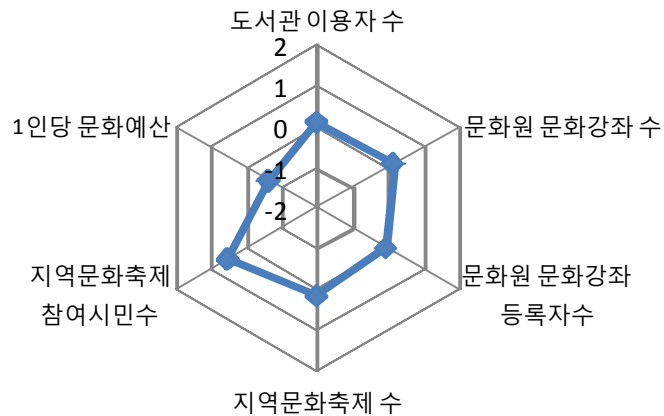 도서관 이용자 수
2
1
0
-1
-2
1인당 문화예산
문화원 문화강좌 수
지역문화축제
참여시민수
문화원 문화강좌
등록자수
지역문화축제 수